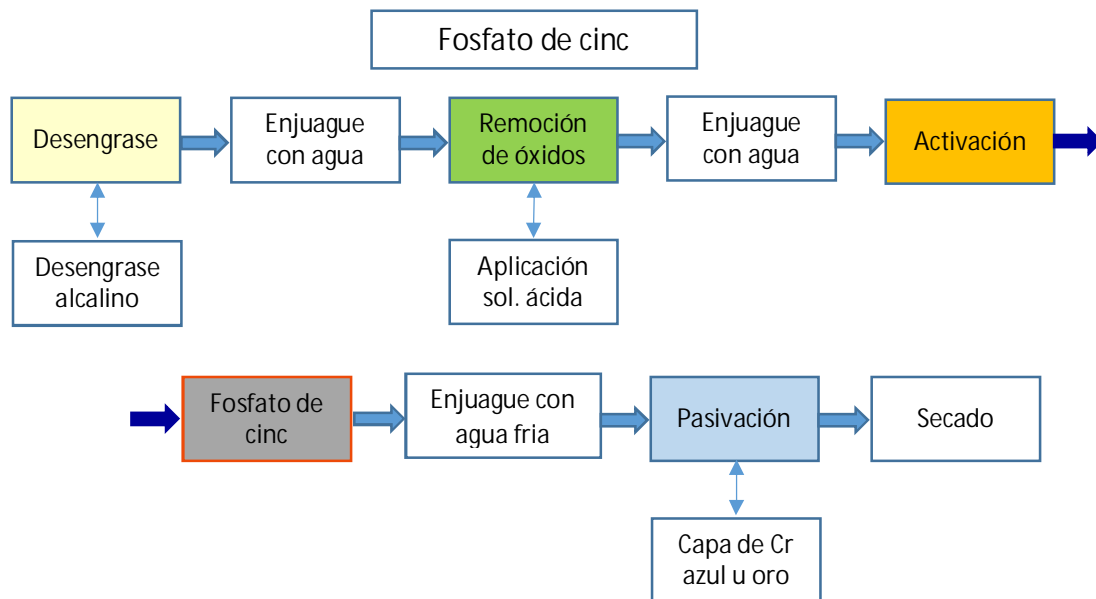 Fosfato de cinc
Desengrase
Enjuague
con agua
Remoción
de óxidos
Enjuague
con agua
Activación
Desengrase
alcalino
Aplicación
sol. ácida
Fosfato de
cinc
Enjuague con
agua fria
Pasivación
Secado
Capa de Cr
azul u oro